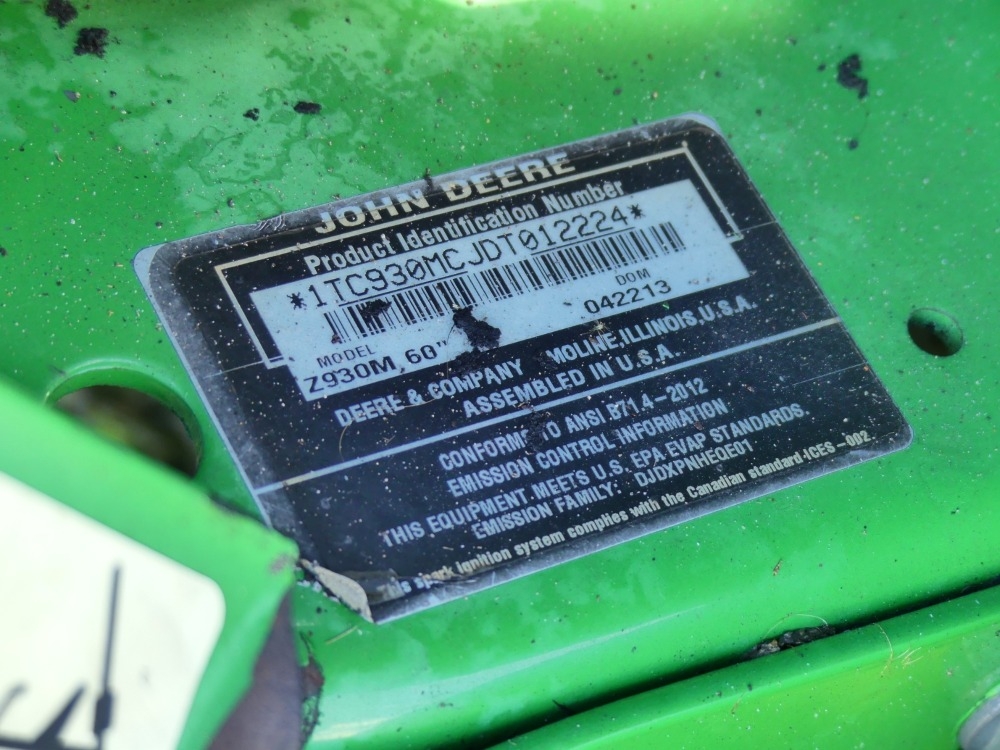 JOHN DEERE
Product Identification Number
*1TC930MCJDT012224*
MODEL
DOM
Z930M, 60"
042213
DEERE & COMPANY MOLINE, ILLINOIS, U.S.A.
ASSEMBLED IN U.S.A.
TO ANSI B71.4-2012
EMISSION CONTROL INFORMATION
THIS EQUIPMENT MEETS U.S. EPA EVAP STANDARDS.
EMISSION FAMILY: DJDXPNHEQE01
This spark ignition system complies with the Canadian standard ICES-002.